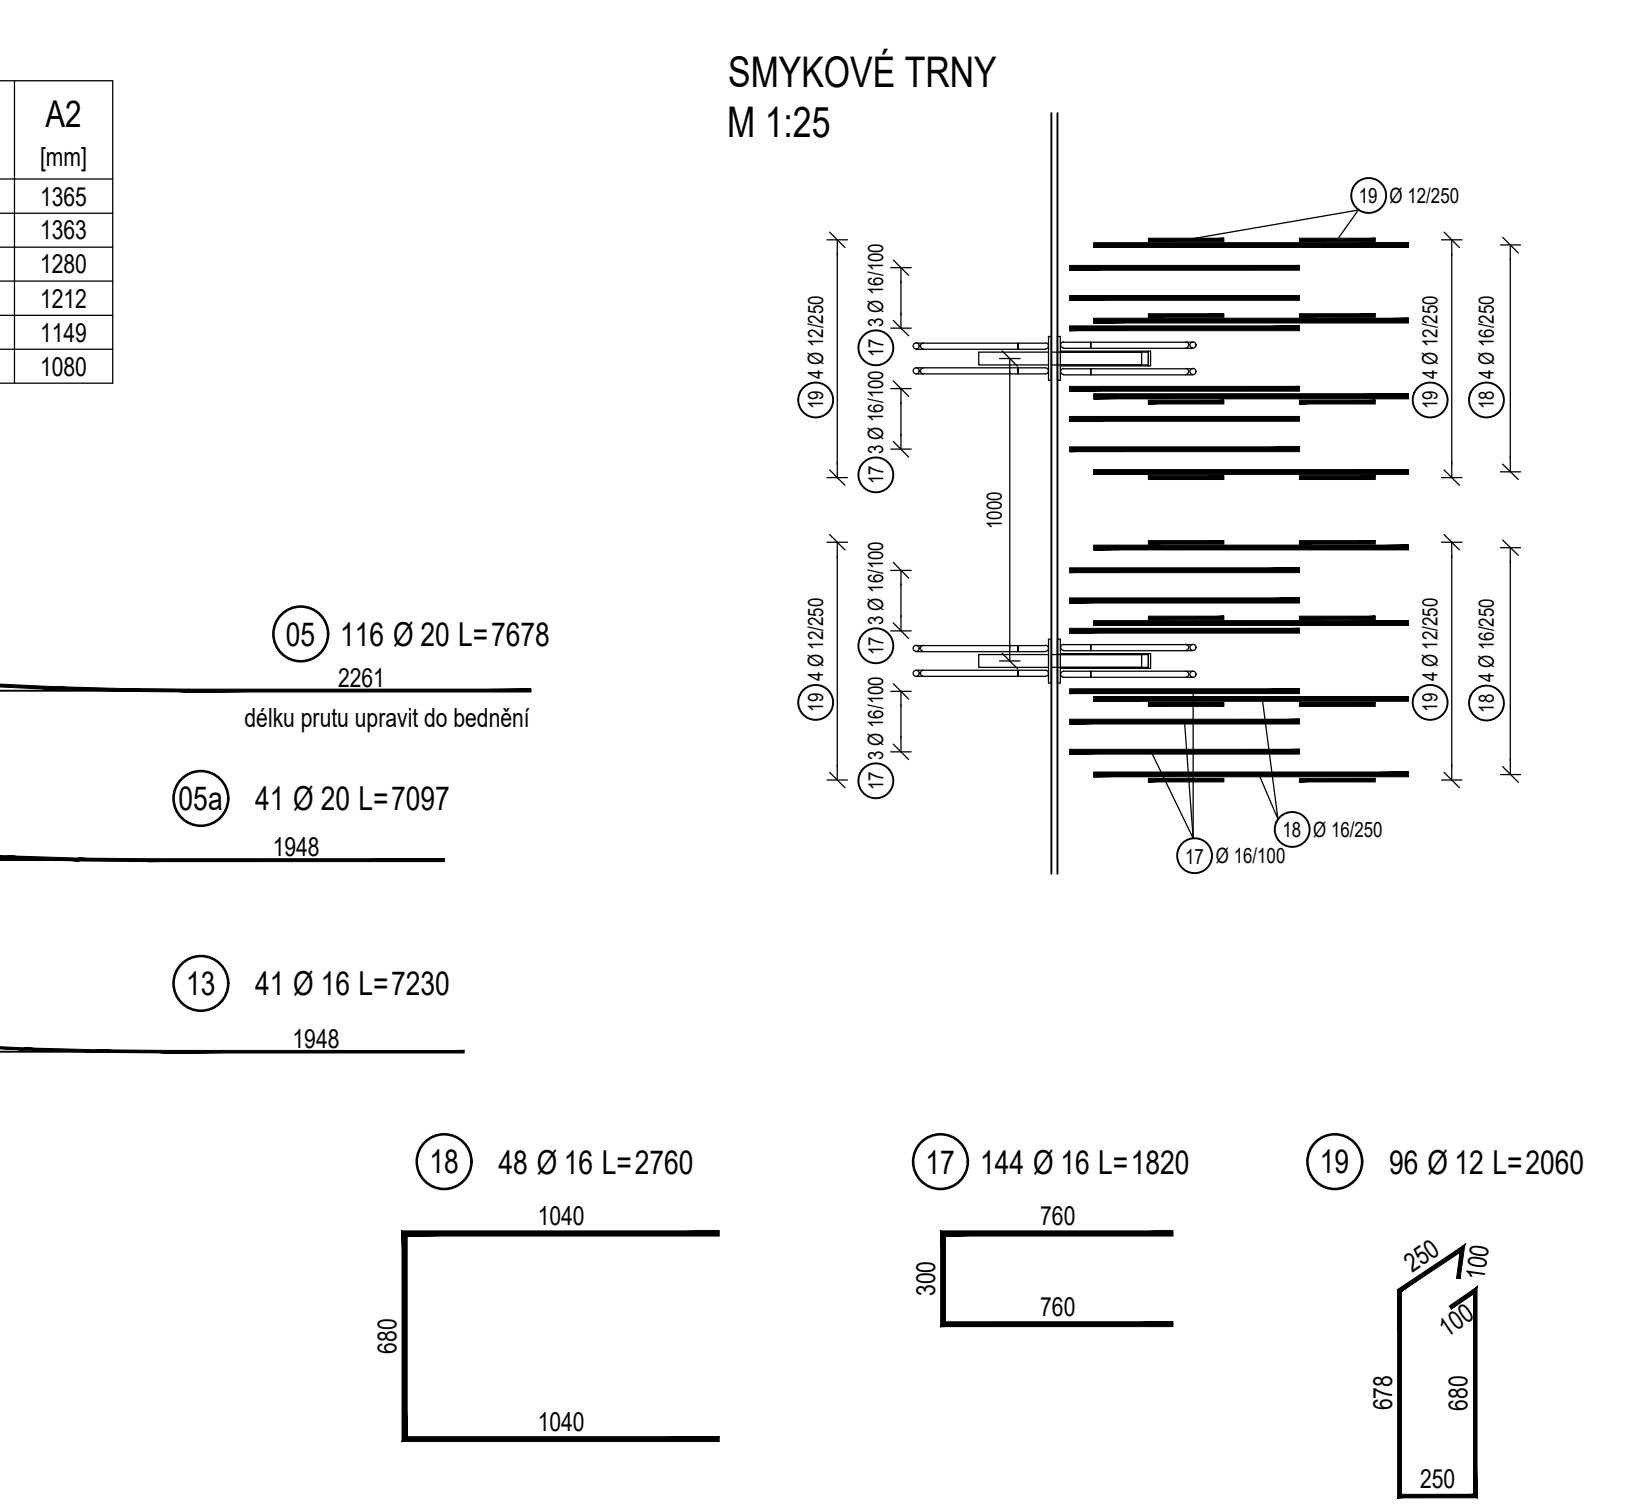 SMYKOVÉ TRNY
M 1:25
A2
[mm]
1365
1363
1280
1212
1149
1080
19 Ø 12/250
19 4 Ø 12/250
17 3 Ø 16/100
17 3 Ø 16/100
1000
19 4 Ø 12/250
18 4 Ø 16/250
19 4 Ø 12/250
17 3 Ø 16/100
17 3 Ø 16/100
19 4 Ø 12/250
18 4 Ø 16/250
18 Ø 16/250
17 Ø 16/100
05 116 Ø 20 L=7678
2261
délku prutu upravit do bednění
05a 41 Ø 20 L=7097
1948
13 41 Ø 16 L=7230
1948
18 48 Ø 16 L=2760
1040
680
1040
17 144 Ø 16 L=1820
760
300
760
19 96 Ø 12 L=2060
250
100
100
678
680
250